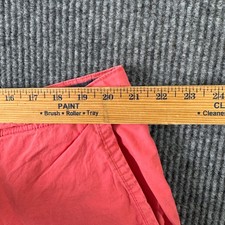 16 17 18 19 20 21 22 23 24
PAINT CL
• Brush • Roller • Tray • Cleane